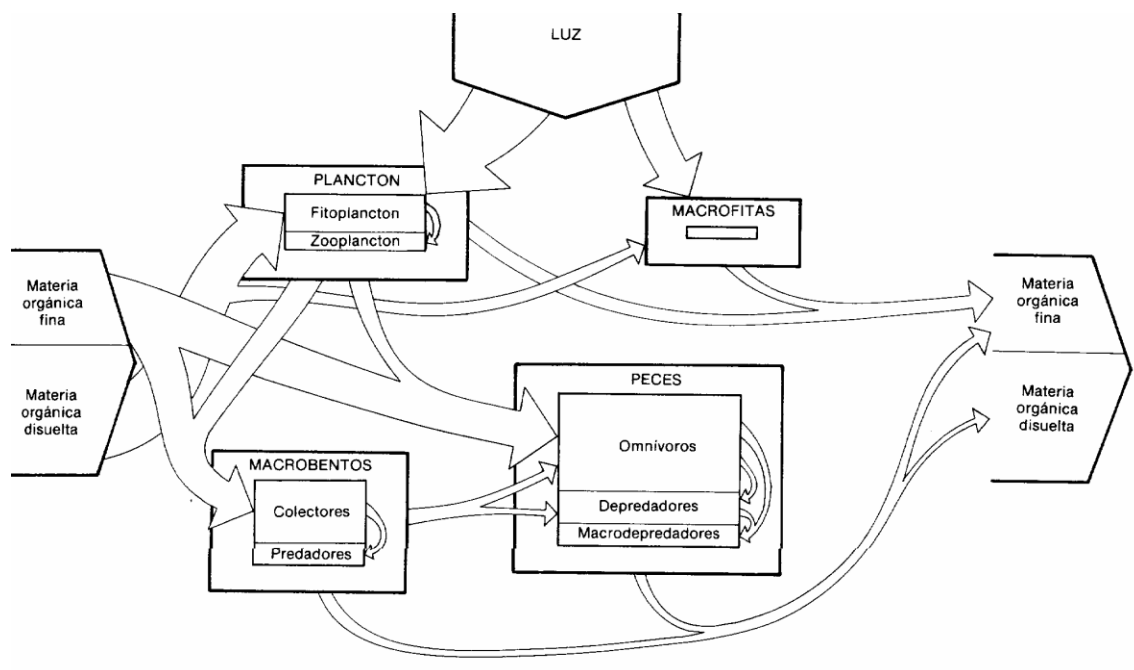 LUZ
PLANCTON
Fitoplancton
Zooplancton
MACROFITAS
Materia
orgánica
fina
Materia
orgánica
disuelta
Materia
orgánica
fina
Materia
orgánica
disuelta
PECES
Omnívoros
Depredadores
Macrodepredadores
MACROBENTOS
Colectores
Predadores